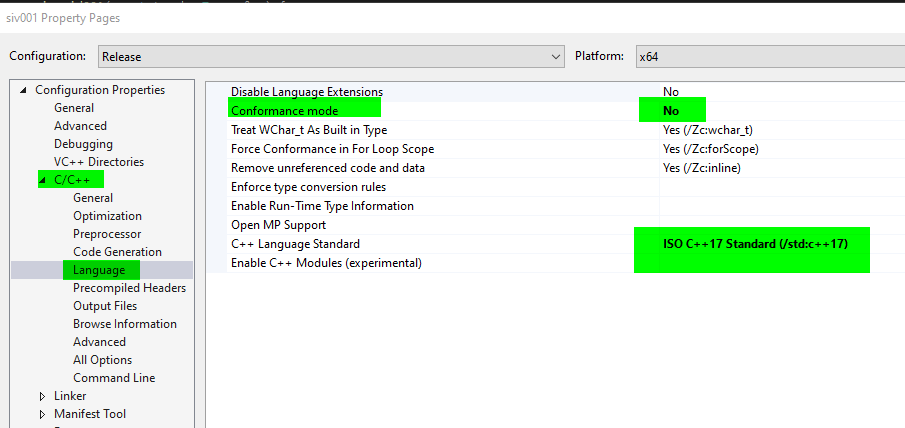 siv001 Property Pages
Configuration: Release Platform: x64
Configuration Properties
General
Advanced
Debugging
VC++ Directories
C/C++
General
Optimization
Preprocessor
Code Generation
Language
Precompiled Headers
Output Files
Browse Information
Advanced
All Options
Command Line
Linker
Manifest Tool
Disable Language Extensions No
Conformance mode No
Treat WChar_t As Built in Type Yes (/Zc:wchar_t)
Force Conformance in For Loop Scope Yes (/Zc:forScope)
Remove unreferenced code and data Yes (/Zc:inline)
Enforce type conversion rules
Enable Run-Time Type Information
Open MP Support
C++ Language Standard ISO C++17 Standard (/std:c++17)
Enable C++ Modules (experimental)